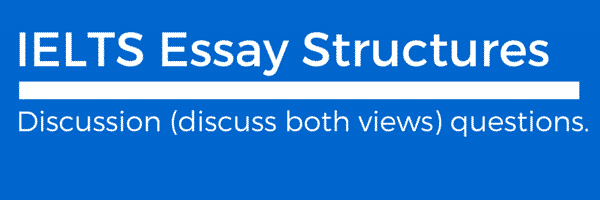 IELTS Essay Structures
Discussion (discuss both views) questions.